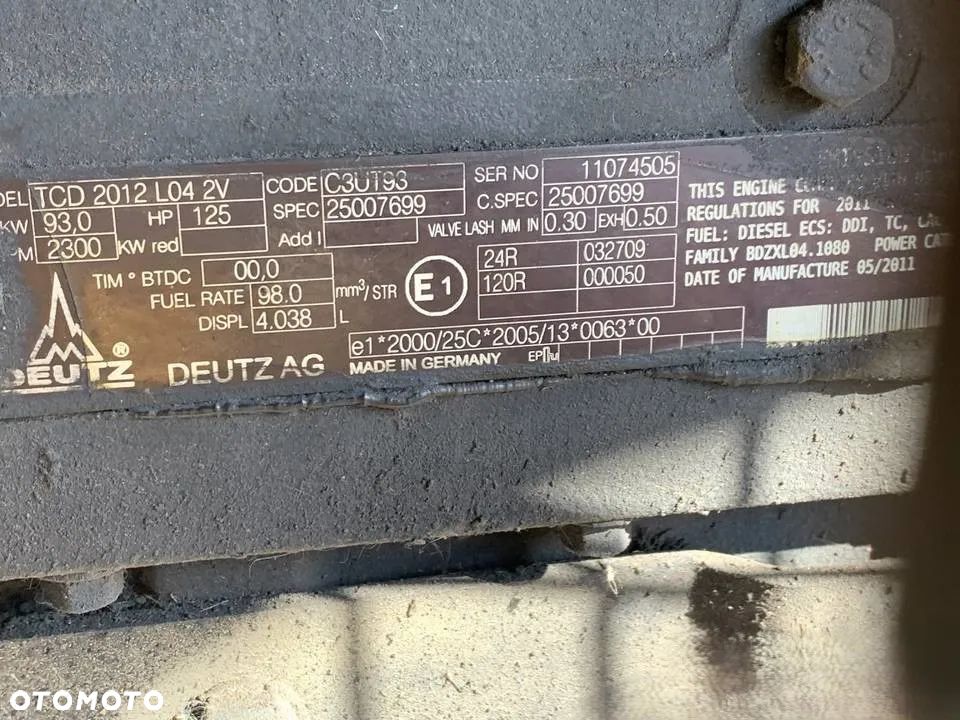 DEL TCD 2012 L04 2V CODE C3UT93 SER NO 11074505
KW 93,0 HP 125 SPEC 25007699 C.SPEC 25007699
M 2300 KW red Add I VALVE LASH MM IN 0.30 EXH 0.50
TIM ° BTDC 00,0 24R 032709
FUEL RATE 98.0 mm³/STR E1 120R 000050
DISPL 4.038 L
e1*2000/25C*2005/13*0063*00
DEUTZ ® DEUTZ AG MADE IN GERMANY
THIS ENGINE
REGULATIONS FOR 2011
FUEL: DIESEL ECS: DDI, TC,
FAMILY BDZXL04.1080 POWER
DATE OF MANUFACTURE 05/2011
OTOMOTO